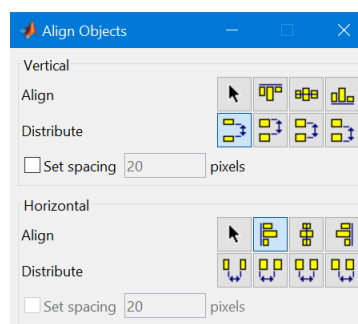 Align Objects
Vertical
Align
Distribute
Set spacing 20 pixels
Horizontal
Align
Distribute
Set spacing 20 pixels